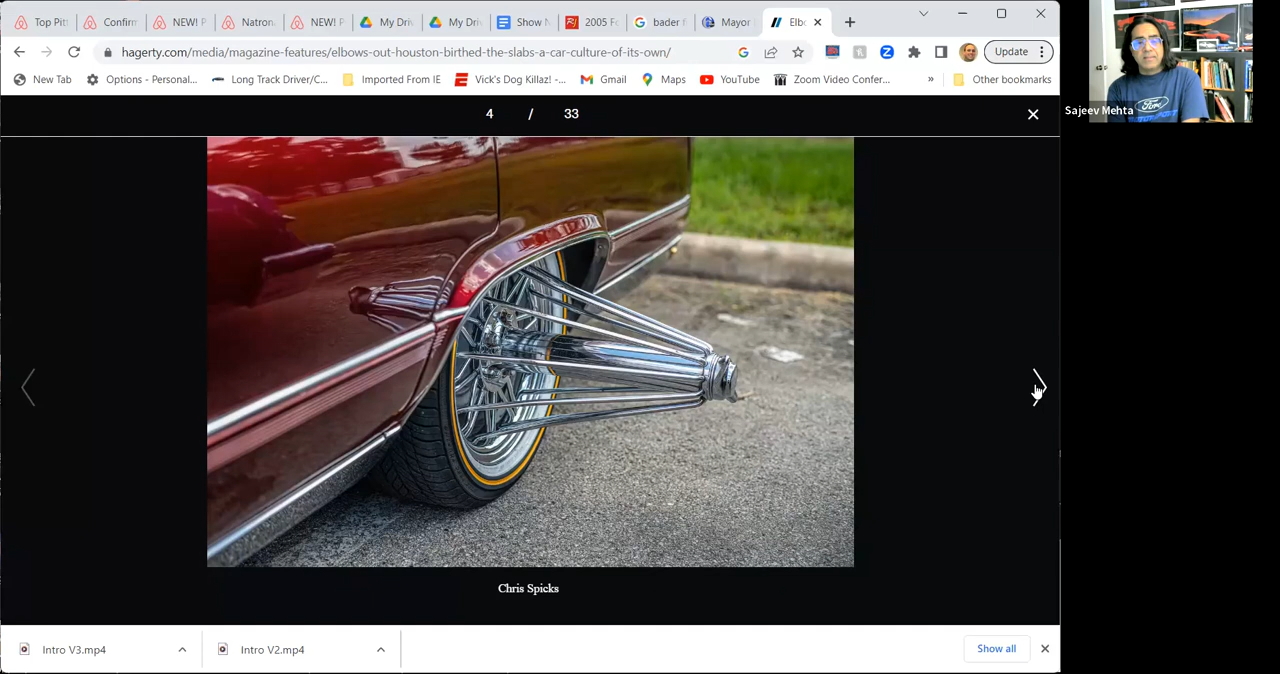 Top Pitt
Confirm
NEW! P
Natron
NEW! P
My Driv
My Driv
Show N
2005 Fo
bader f
Mayor
Elbo
hagerty.com/media/magazine-features/elbows-out-houston-birthed-the-slabs-a-car-culture-of-its-own/
Update
New Tab
Options - Personal...
Long Track Driver/C...
Imported From IE
Vick's Dog Killaz! -...
Gmail
Maps
YouTube
Zoom Video Confer...
»
Other bookmarks
4 / 33
Sajeev Mehta
Ford
Chris Spicks
Intro V3.mp4
Intro V2.mp4
Show all